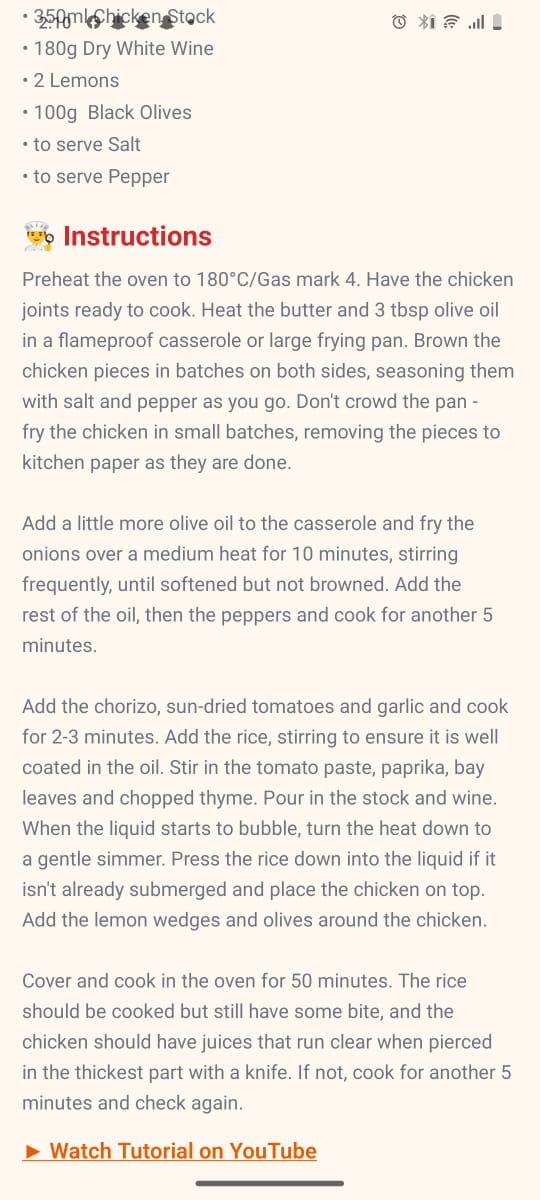 • 350ml Chicken Stock
2:10
• 180g Dry White Wine
• 2 Lemons
• 100g  Black Olives
• to serve Salt
• to serve Pepper
Instructions
Preheat the oven to 180°C/Gas mark 4. Have the chicken
joints ready to cook. Heat the butter and 3 tbsp olive oil
in a flameproof casserole or large frying pan. Brown the
chicken pieces in batches on both sides, seasoning them
with salt and pepper as you go. Don't crowd the pan -
fry the chicken in small batches, removing the pieces to
kitchen paper as they are done.
Add a little more olive oil to the casserole and fry the
onions over a medium heat for 10 minutes, stirring
frequently, until softened but not browned. Add the
rest of the oil, then the peppers and cook for another 5
minutes.
Add the chorizo, sun-dried tomatoes and garlic and cook
for 2-3 minutes. Add the rice, stirring to ensure it is well
coated in the oil. Stir in the tomato paste, paprika, bay
leaves and chopped thyme. Pour in the stock and wine.
When the liquid starts to bubble, turn the heat down to
a gentle simmer. Press the rice down into the liquid if it
isn't already submerged and place the chicken on top.
Add the lemon wedges and olives around the chicken.
Cover and cook in the oven for 50 minutes. The rice
should be cooked but still have some bite, and the
chicken should have juices that run clear when pierced
in the thickest part with a knife. If not, cook for another 5
minutes and check again.
► Watch Tutorial on YouTube